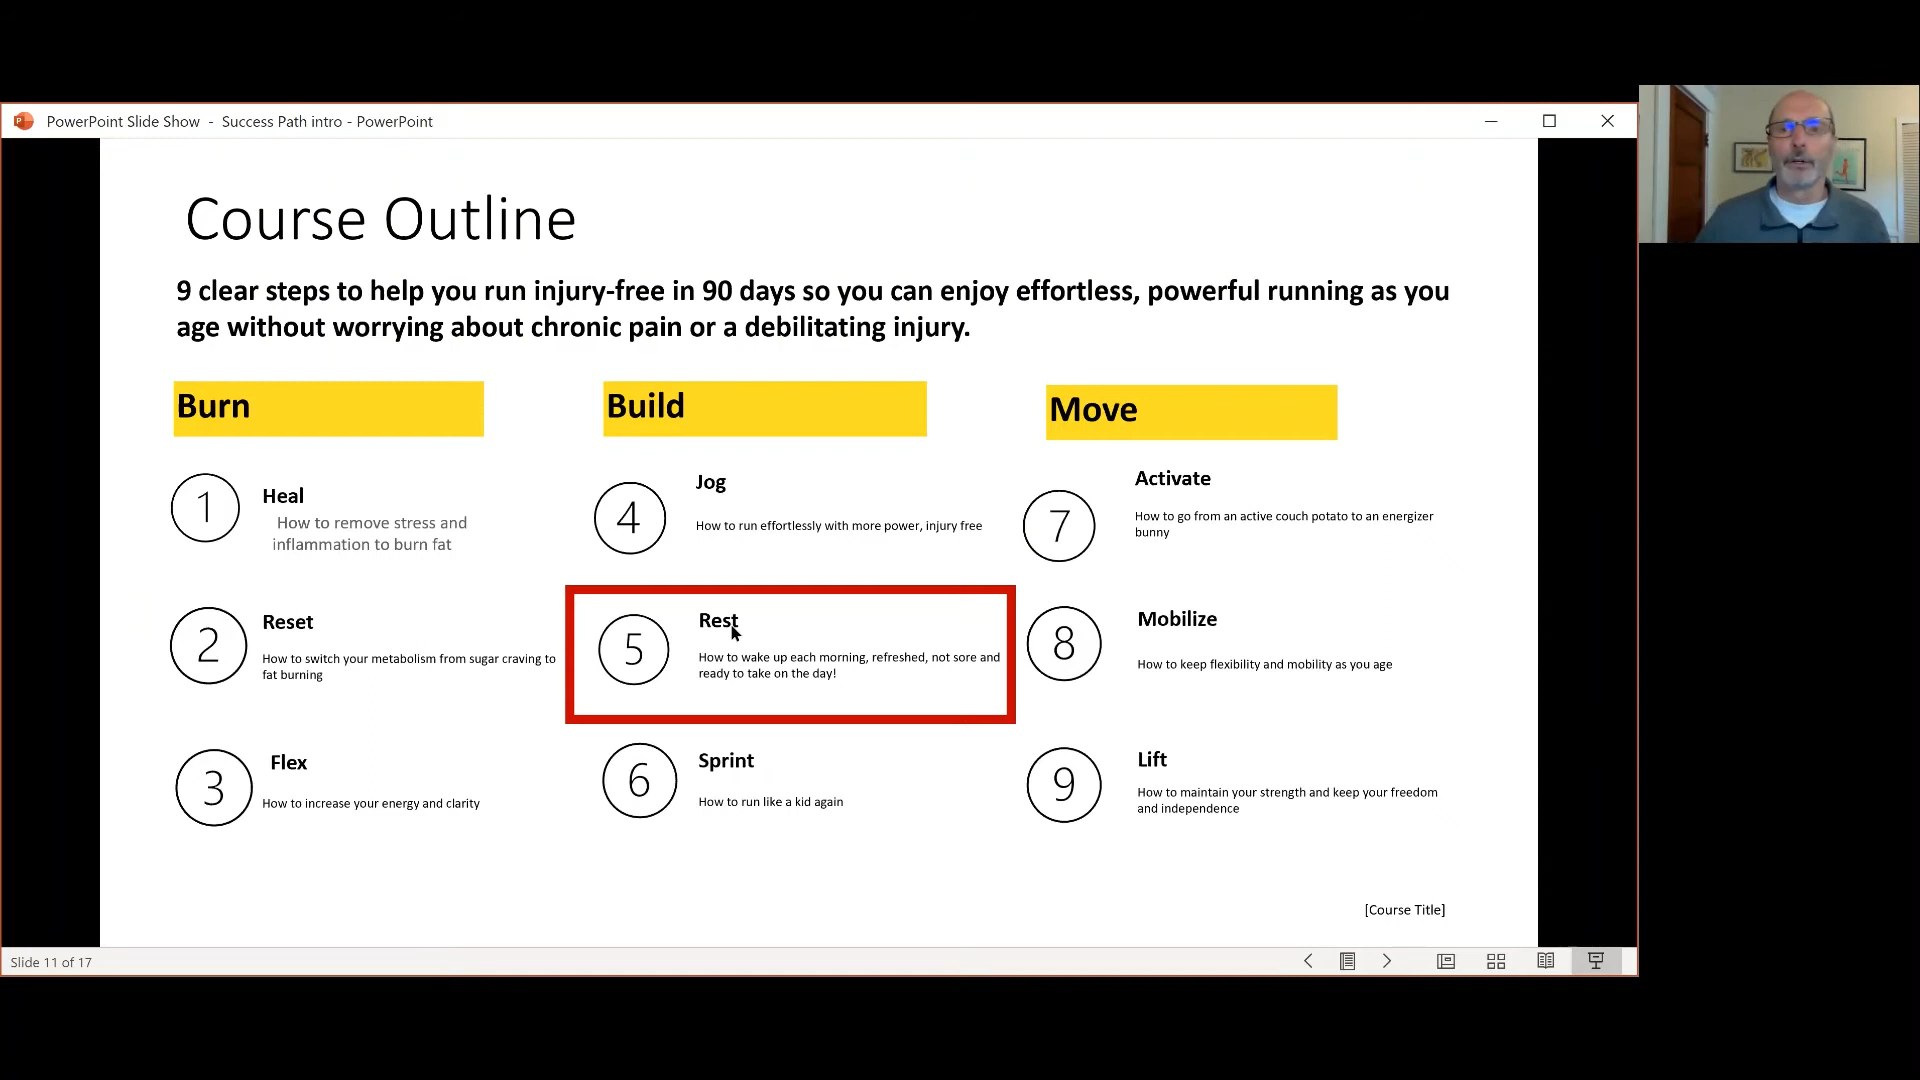 PowerPoint Slide Show - Success Path intro - PowerPoint
Course Outline
9 clear steps to help you run injury-free in 90 days so you can enjoy effortless, powerful running as you
age without worrying about chronic pain or a debilitating injury.
Burn
1
Heal
How to remove stress and
inflammation to burn fat
2
Reset
How to switch your metabolism from sugar craving to
fat burning
3
Flex
How to increase your energy and clarity
Build
4
Jog
How to run effortlessly with more power, injury free
5
Rest
How to wake up each morning, refreshed, not sore and
ready to take on the day!
6
Sprint
How to run like a kid again
Move
7
Activate
How to go from an active couch potato to an energizer
bunny
8
Mobilize
How to keep flexibility and mobility as you age
9
Lift
How to maintain your strength and keep your freedom
and independence
[Course Title]
Slide 11 of 17